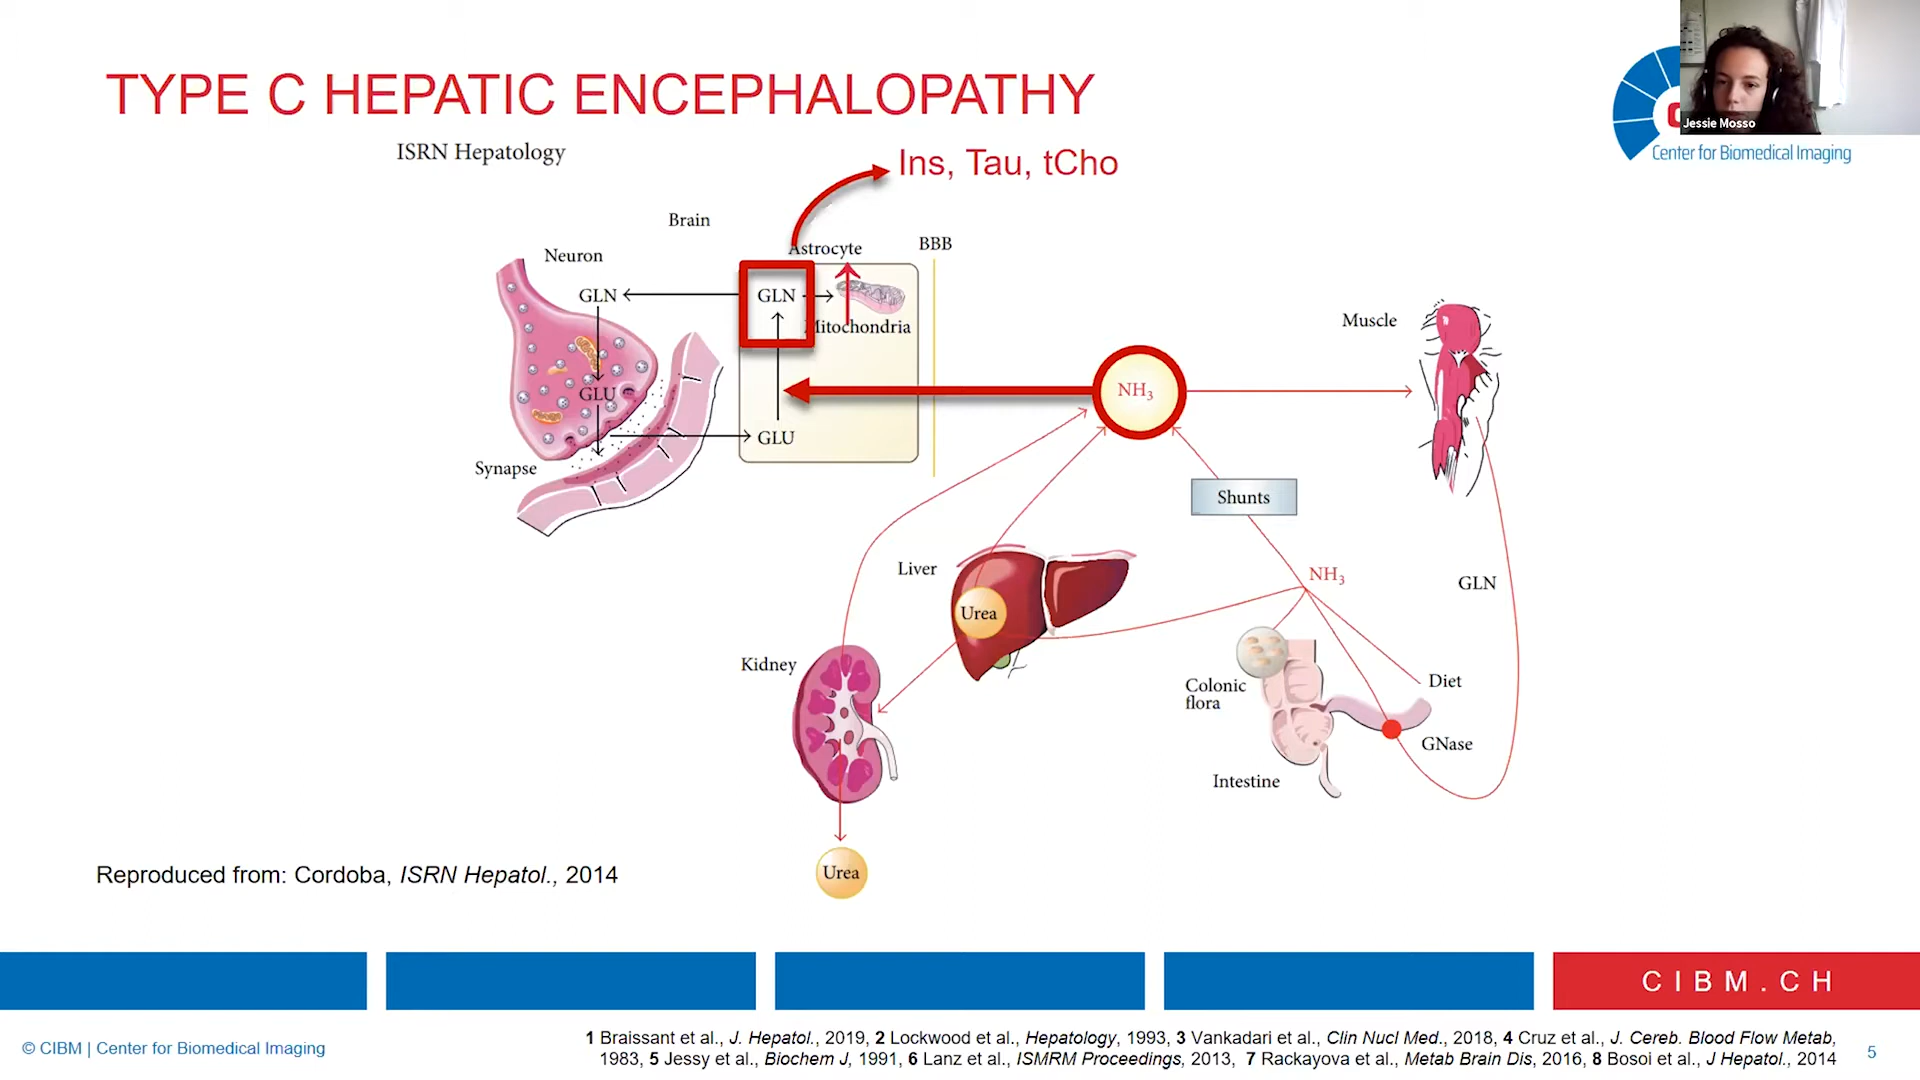 TYPE C HEPATIC ENCEPHALOPATHY
Jessie Mosso
Center for Biomedical Imaging
ISRN Hepatology
Ins, Tau, tCho
Brain
Neuron
Astrocyte
BBB
GLN
GLN
Mitochondria
GLU
GLU
Synapse
NH3
Muscle
Shunts
Liver
Urea
NH3
GLN
Kidney
Colonic
flora
Diet
GNase
Intestine
Urea
Reproduced from: Cordoba, ISRN Hepatol., 2014
CIBM.CH
© CIBM | Center for Biomedical Imaging
1 Braissant et al., J. Hepatol., 2019, 2 Lockwood et al., Hepatology, 1993, 3 Vankadari et al., Clin Nucl Med., 2018, 4 Cruz et al., J. Cereb. Blood Flow Metab,
1983, 5 Jessy et al., Biochem J, 1991, 6 Lanz et al., ISMRM Proceedings, 2013, 7 Rackayova et al., Metab Brain Dis, 2016, 8 Bosoi et al., J Hepatol., 2014
5